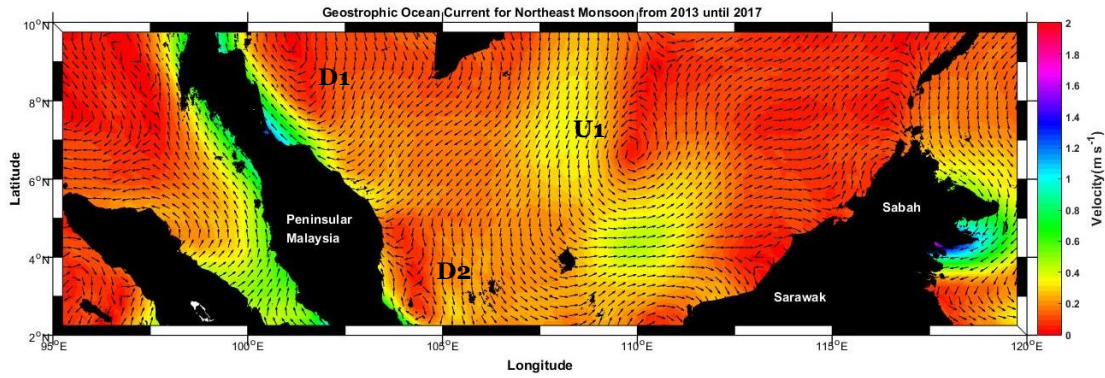 Geostrophic Ocean Current for Northeast Monsoon from 2013 until 2017
10°N
8°N
6°N
4°N
2°N
Latitude
D1
U1
D2
Peninsular
Malaysia
Sabah
Sarawak
95°E
100°E
105°E
110°E
115°E
120°E
Longitude
2
1.8
1.6
1.4
1.2
1
0.8
0.6
0.4
0.2
0
Velocity(m s⁻¹)